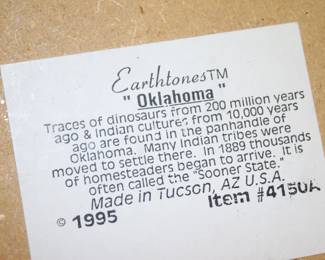 Earthtones™
" Oklahoma "
Traces of dinosaurs from 200 million years
ago & Indian cultures from 10,000 years
ago are found in the panhandle of
Oklahoma. Many Indian tribes were
moved to settle there. In 1889 thousands
of homesteaders began to arrive. It is
often called the "Sooner State."
Made in Tucson, AZ U.S.A.
© 1995 Item #4150A